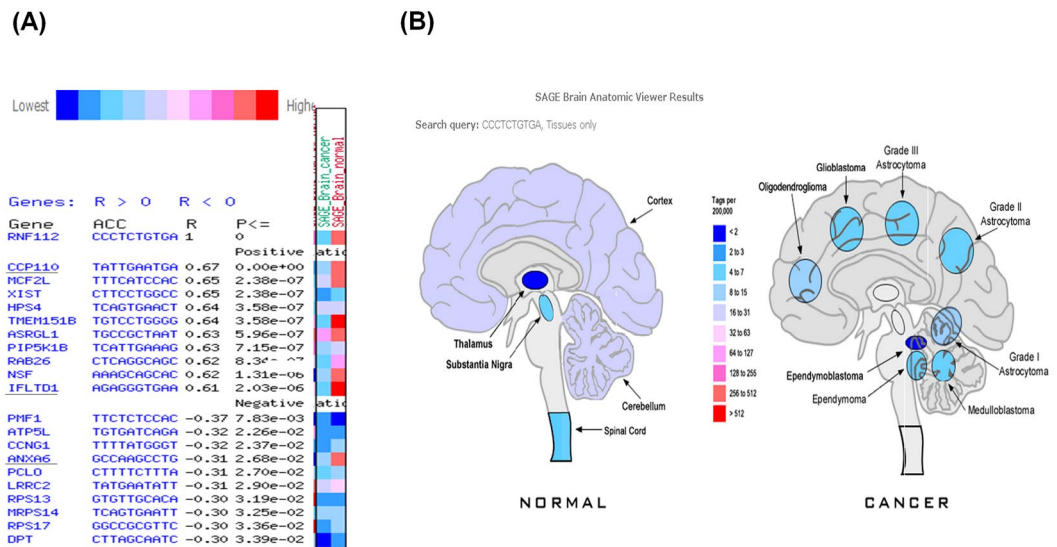 (A)
Lowest
SAGE_Brain_cancer
SAGE_Brain_normal
Genes: R > 0 R < 0
Gene ACC R P<=
RNF112 CCCTCTGTGA 1 0
Positive
CCP110 TATTGAATGA 0.67 0.00e+00
MCF2L TTTCATCCAC 0.65 2.38e-07
XIST CTTCCTGGCC 0.65 2.38e-07
HPS4 TCAGTGAACT 0.64 3.58e-07
TMEM151B TGTCCTGGGG 0.64 3.58e-07
ASRGL1 TGCCGCTAAT 0.63 5.96e-07
PIP5K1B TCATTGAAAG 0.63 7.15e-07
RAB26 CTCAGGCAGC 0.62
NSF AAAGCAGCAC 0.62 1.31e-06
IFLTD1 AGAGGGTGAA 0.61 2.03e-06
Negative
PMF1 TTCTCTCCAC -0.37 7.83e-03
ATP5L TGTGATCAGA -0.32 2.26e-02
CCNG1 TTTTATGGGT -0.32 2.37e-02
ANXA6 GCCAAGCCTG -0.31 2.68e-02
PCLO CTTTTCTTTA -0.31 2.70e-02
LRRC2 TATGAATATT -0.31 2.90e-02
RPS13 GTGTTGCACA -0.30 3.19e-02
MRPS14 TCAGTGAATT -0.30 3.25e-02
RPS17 GGCCGCGTTC -0.30 3.36e-02
DPT CTTAGCAATC -0.30 3.39e-02
(B)
SAGE Brain Anatomic Viewer Results
Search query: CCCTCTGTGA, Tissues only
Cortex
Thalamus
Substantia Nigra
Cerebellum
Spinal Cord
NORMAL
Tags per
200,000
< 2
2 to 3
4 to 7
8 to 15
16 to 31
32 to 63
64 to 127
128 to 255
256 to 512
> 512
Oligodendroglioma
Glioblastoma
Grade III
Astrocytoma
Grade II
Astrocytoma
Grade I
Astrocytoma
Ependymoblastoma
Ependymoma
Medulloblastoma
CANCER